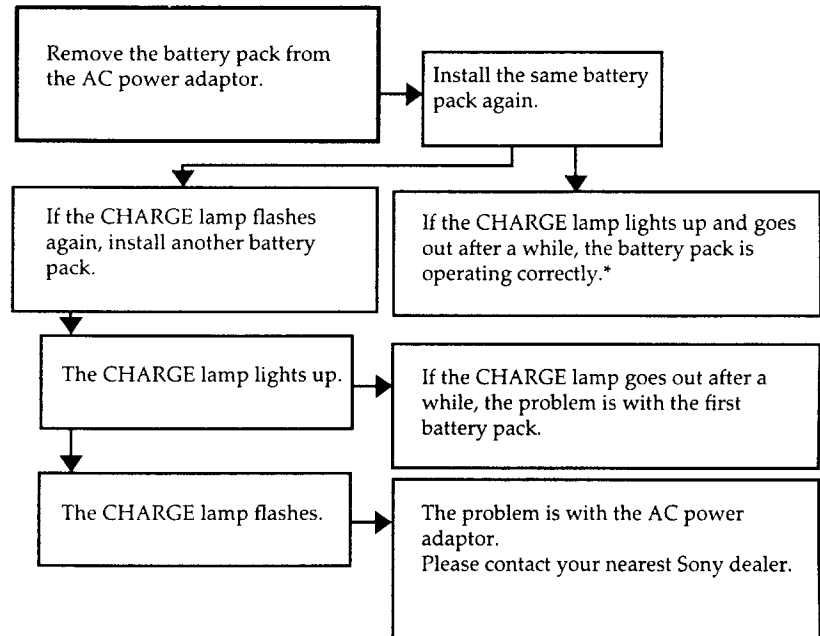 Remove the battery pack from
the AC power adaptor.
Install the same battery
pack again.
If the CHARGE lamp flashes
again, install another battery
pack.
If the CHARGE lamp lights up and goes
out after a while, the battery pack is
operating correctly.*
The CHARGE lamp lights up.
If the CHARGE lamp goes out after a
while, the problem is with the first
battery pack.
The CHARGE lamp flashes.
The problem is with the AC power
adaptor.
Please contact your nearest Sony dealer.